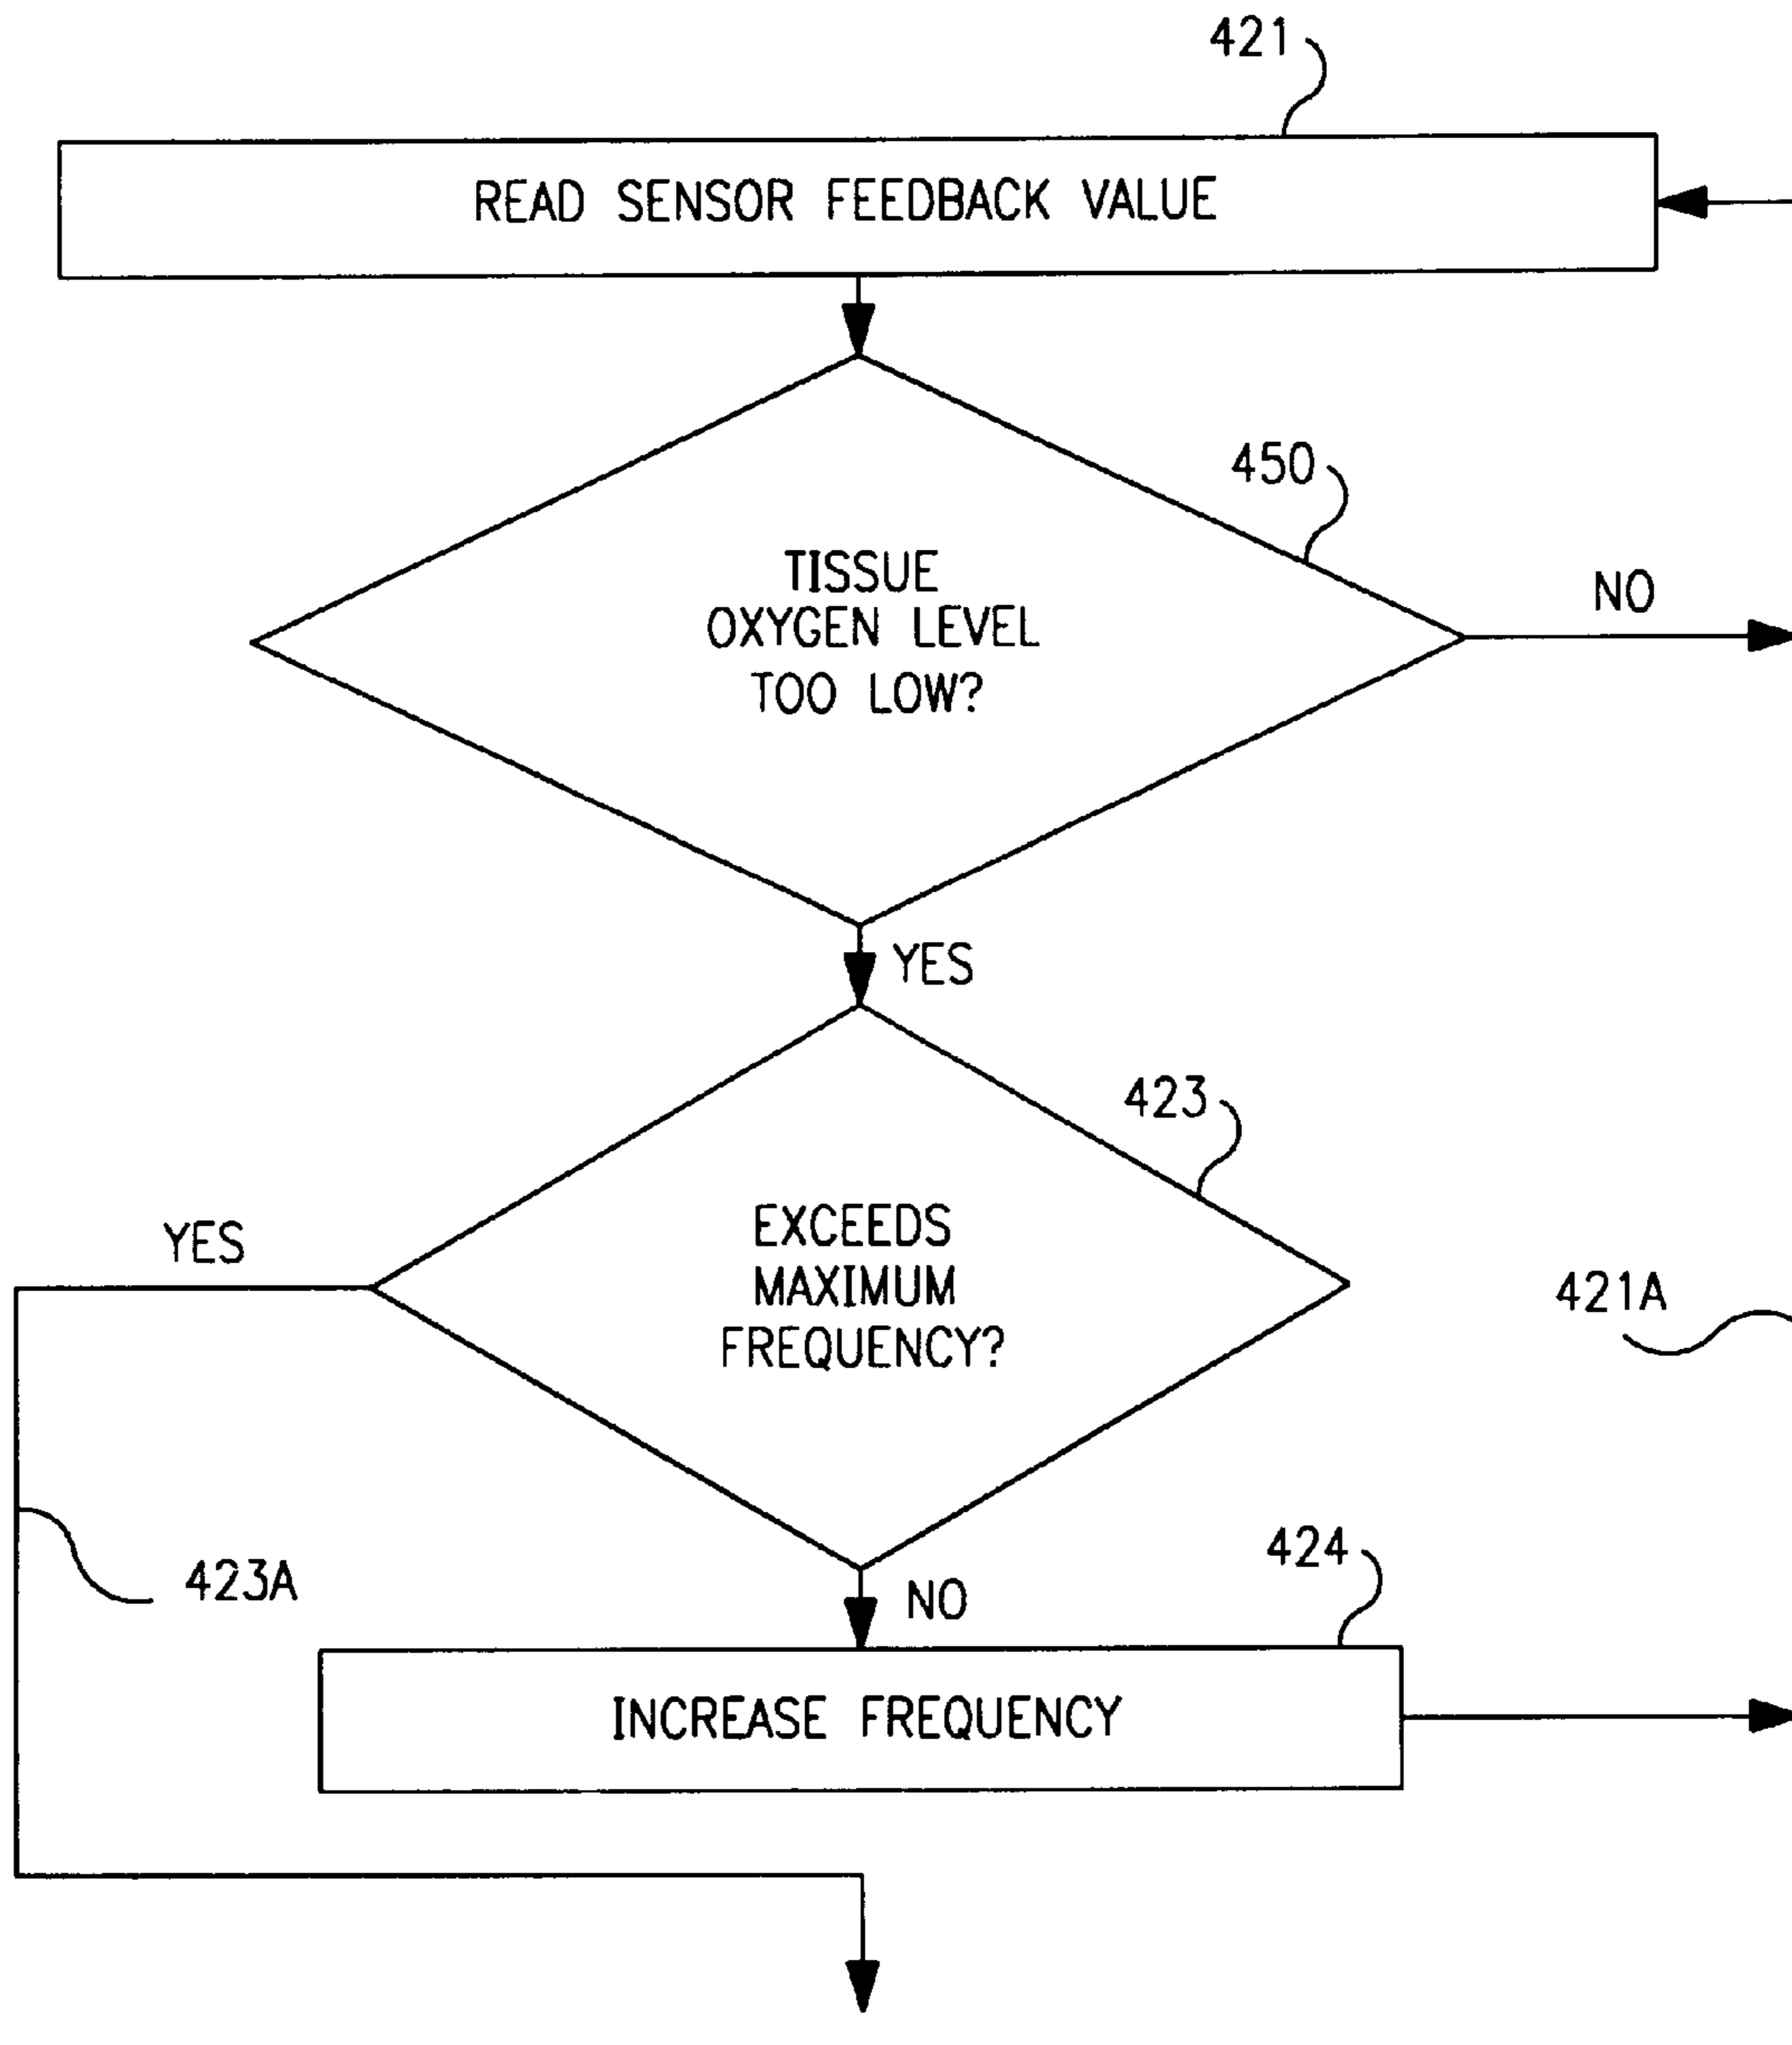 421
READ SENSOR FEEDBACK VALUE
450
TISSUE
OXYGEN LEVEL
TOO LOW?
NO
YES
423
EXCEEDS
MAXIMUM
FREQUENCY?
YES
421A
423A
NO
424
INCREASE FREQUENCY